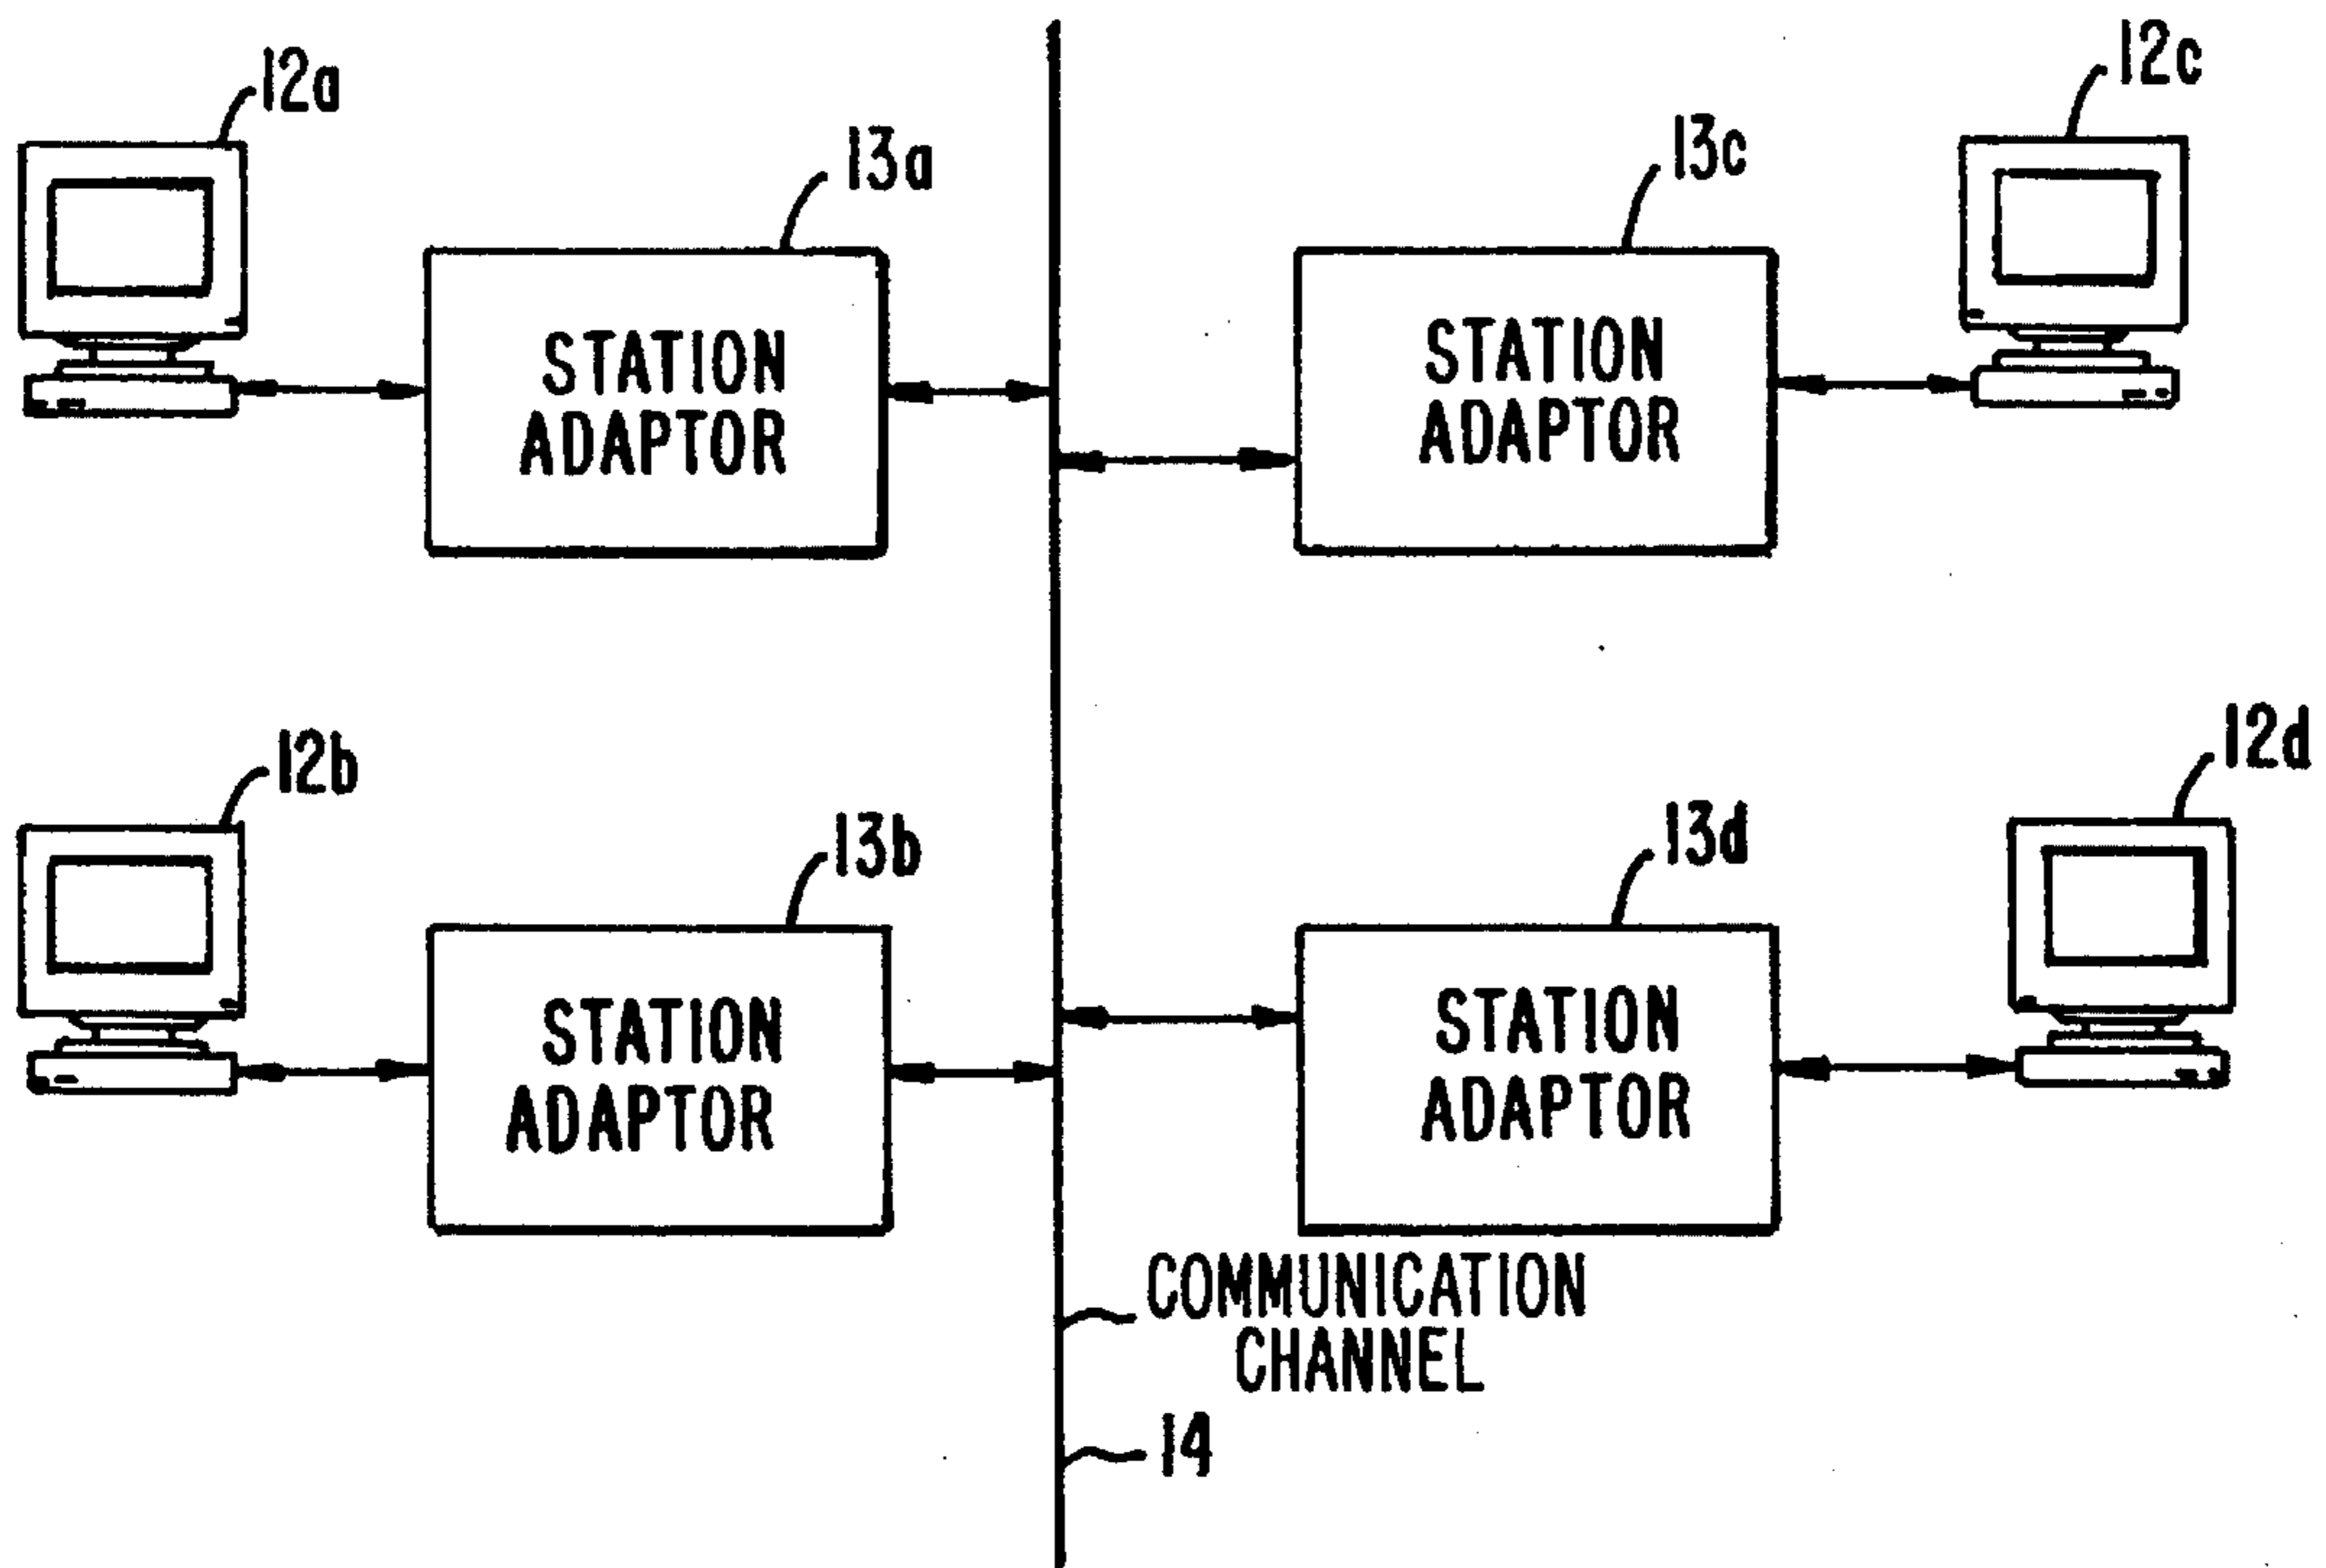 12a
13a
13c
12c
STATION
ADAPTOR
STATION
ADAPTOR
12b
13b
13d
12d
STATION
ADAPTOR
STATION
ADAPTOR
COMMUNICATION
CHANNEL
14